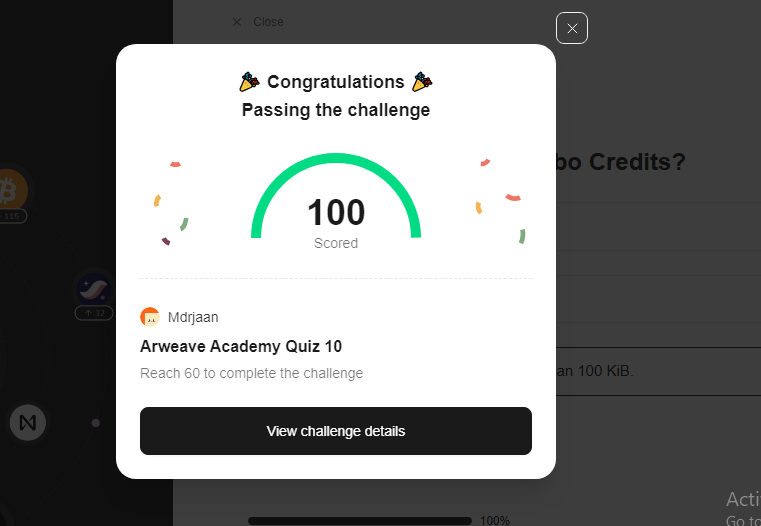 Close
Congratulations
Passing the challenge
bo Credits?
115
100
Scored
32
Mdrjaan
Arweave Academy Quiz 10
Reach 60 to complete the challenge
an 100 KiB.
View challenge details
Acti
Go to
100%